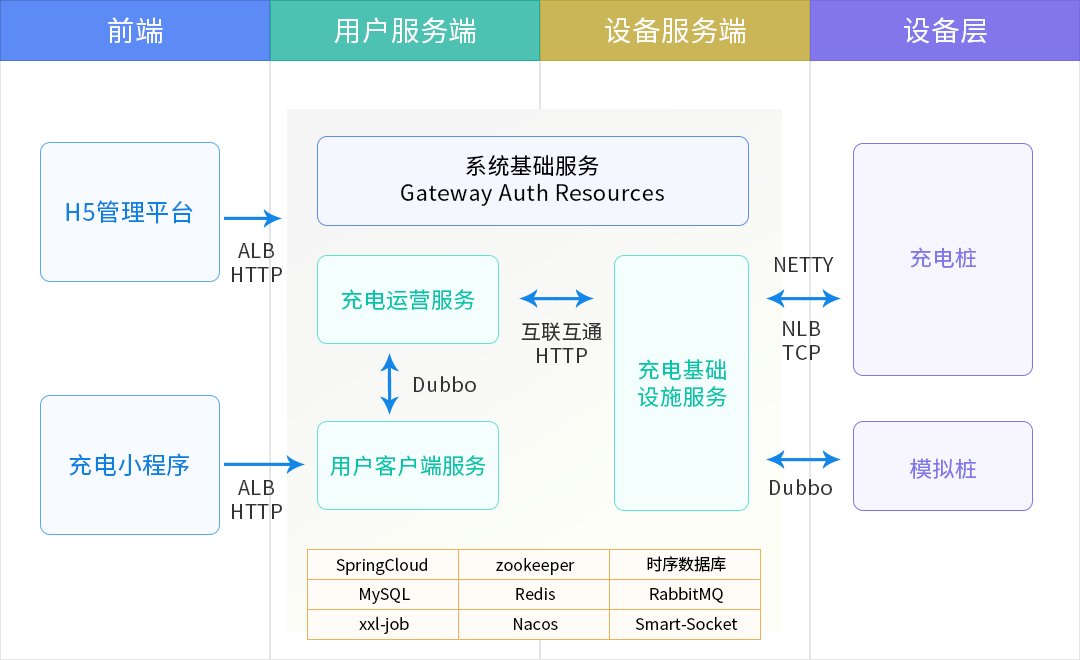 前端
用户服务端
设备服务端
设备层
系统基础服务
Gateway Auth Resources
H5管理平台
ALB
HTTP
充电运营服务
互联互通
HTTP
充电基础
设施服务
NETTY
NLB
TCP
充电桩
Dubbo
充电小程序
ALB
HTTP
用户客户端服务
Dubbo
模拟桩
SpringCloud
zookeeper
时序数据库
MySQL
Redis
RabbitMQ
xxl-job
Nacos
Smart-Socket